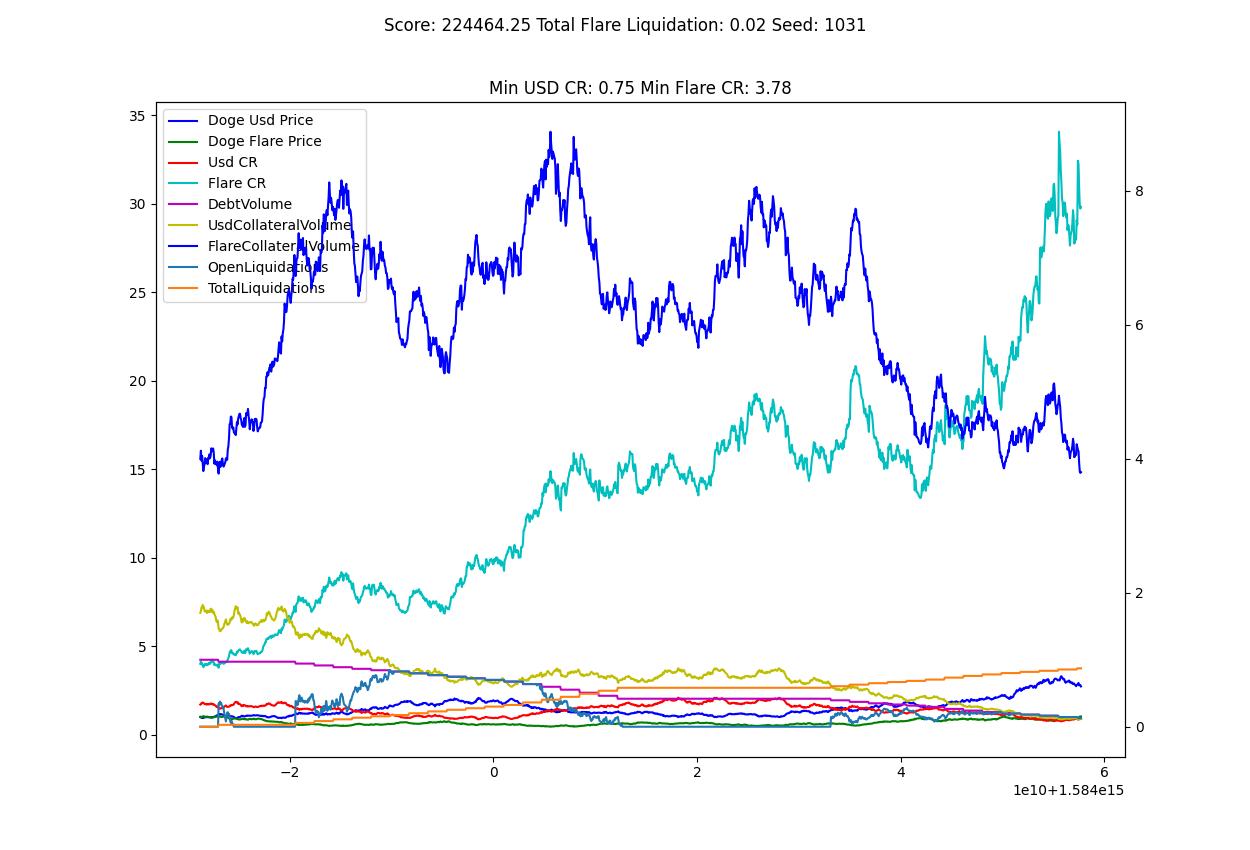 Score: 224464.25 Total Flare Liquidation: 0.02 Seed: 1031
Min USD CR: 0.75 Min Flare CR: 3.78
35
30
25
20
15
10
5
0
Doge Usd Price
Doge Flare Price
Usd CR
Flare CR
DebtVolume
UsdCollateralVolume
FlareCollateralVolume
OpenLiquidations
TotalLiquidations
8
6
4
2
0
−2
0
2
4
6
1e10+1.584e15